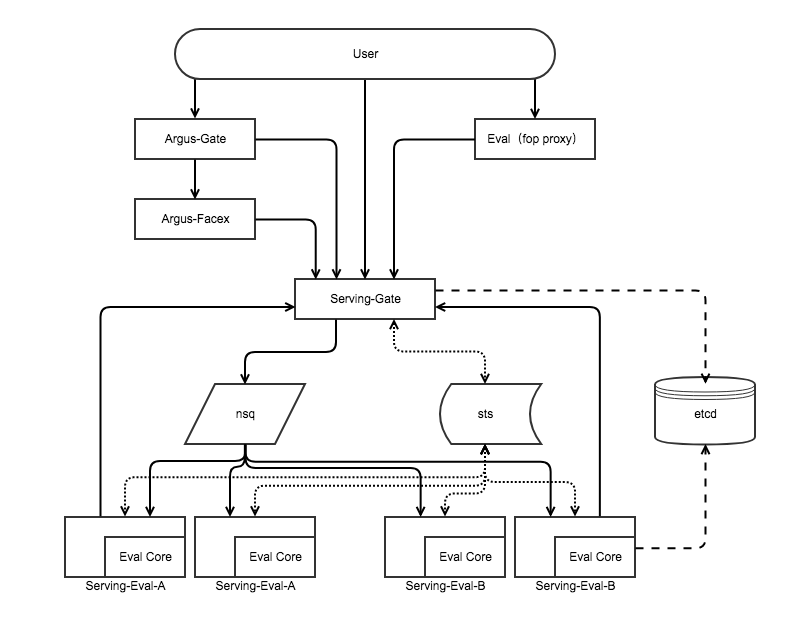 User
Argus-Gate
Eval（fop proxy）
Argus-Facex
Serving-Gate
nsq
sts
etcd
Eval Core
Eval Core
Eval Core
Eval Core
Serving-Eval-A
Serving-Eval-A
Serving-Eval-B
Serving-Eval-B